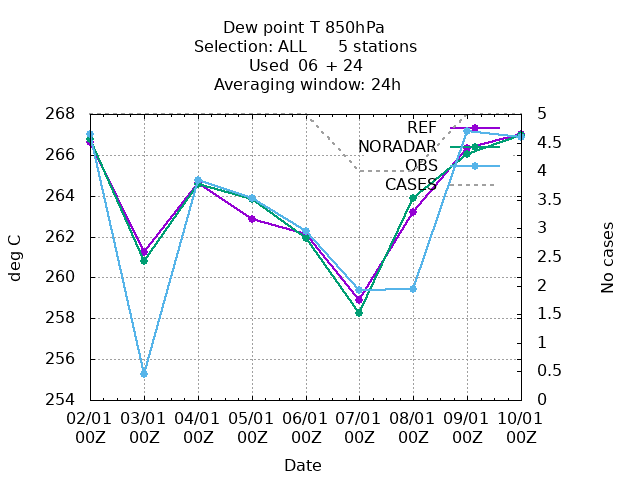 Dew point T 850hPa
Selection: ALL 5 stations
Used 06 + 24
Averaging window: 24h
268
266
264
262
260
258
256
254
deg C
5
4.5
4
3.5
3
2.5
2
1.5
1
0.5
0
No cases
REF
NORADAR
OBS
CASES
02/01 03/01 04/01 05/01 06/01 07/01 08/01 09/01 10/01
00Z 00Z 00Z 00Z 00Z 00Z 00Z 00Z 00Z
Date